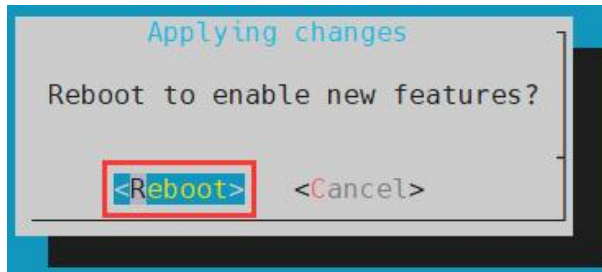 Applying changes
Reboot to enable new features?
<Reboot> <Cancel>